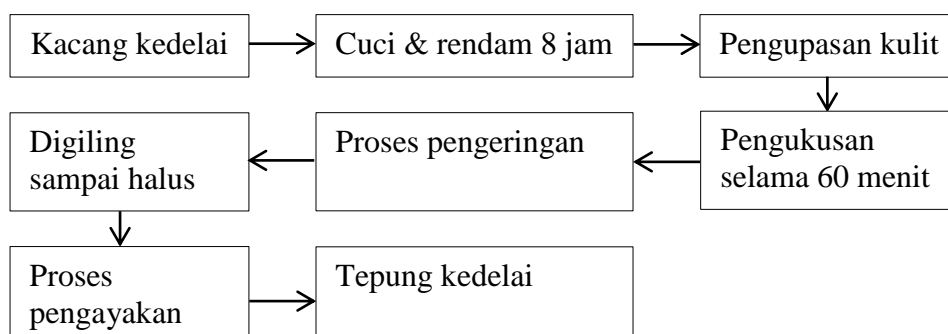 Kacang kedelai
Cuci & rendam 8 jam
Pengupasan kulit
Pengukusan
selama 60 menit
Proses pengeringan
Digiling
sampai halus
Proses
pengayakan
Tepung kedelai